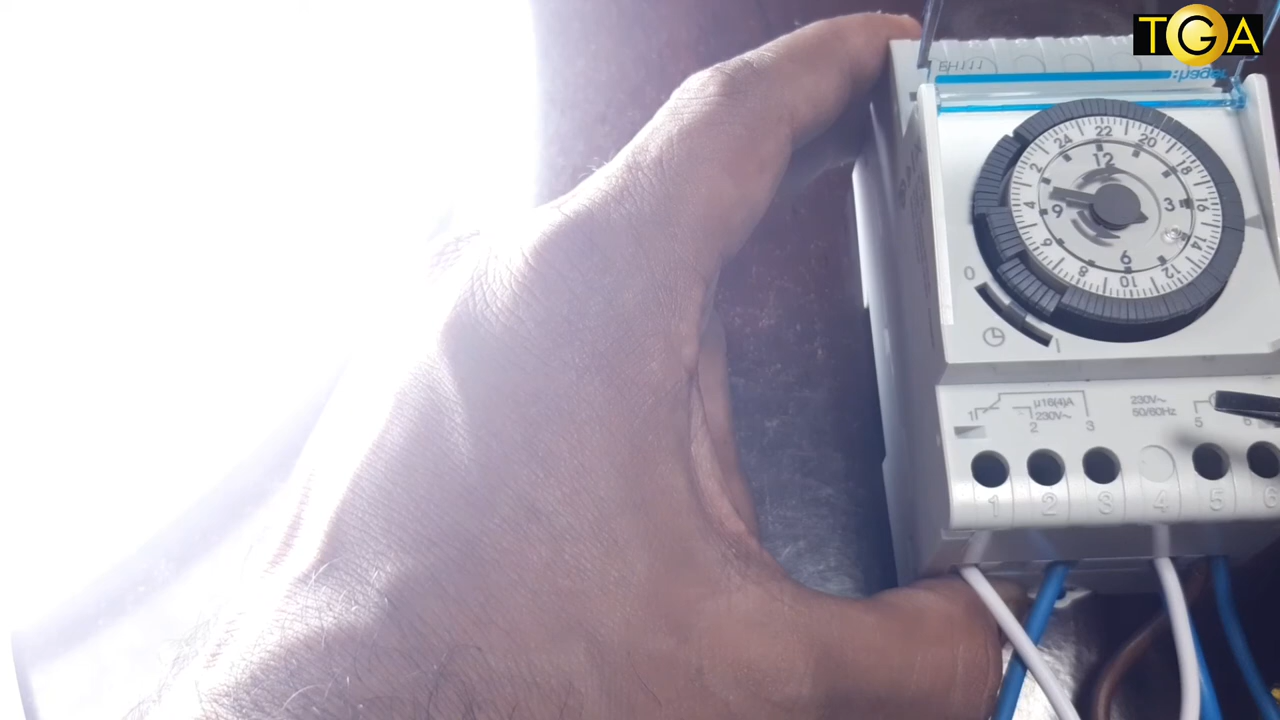 TGA
EH111
:hager
24 22 20 18 16 14 12 10 8 6 4 2
12 3 6 9
0
I
μ16(4)A
230V~
230V~
50/60Hz
1 2 3 5 6
1 2 3 4 5 6